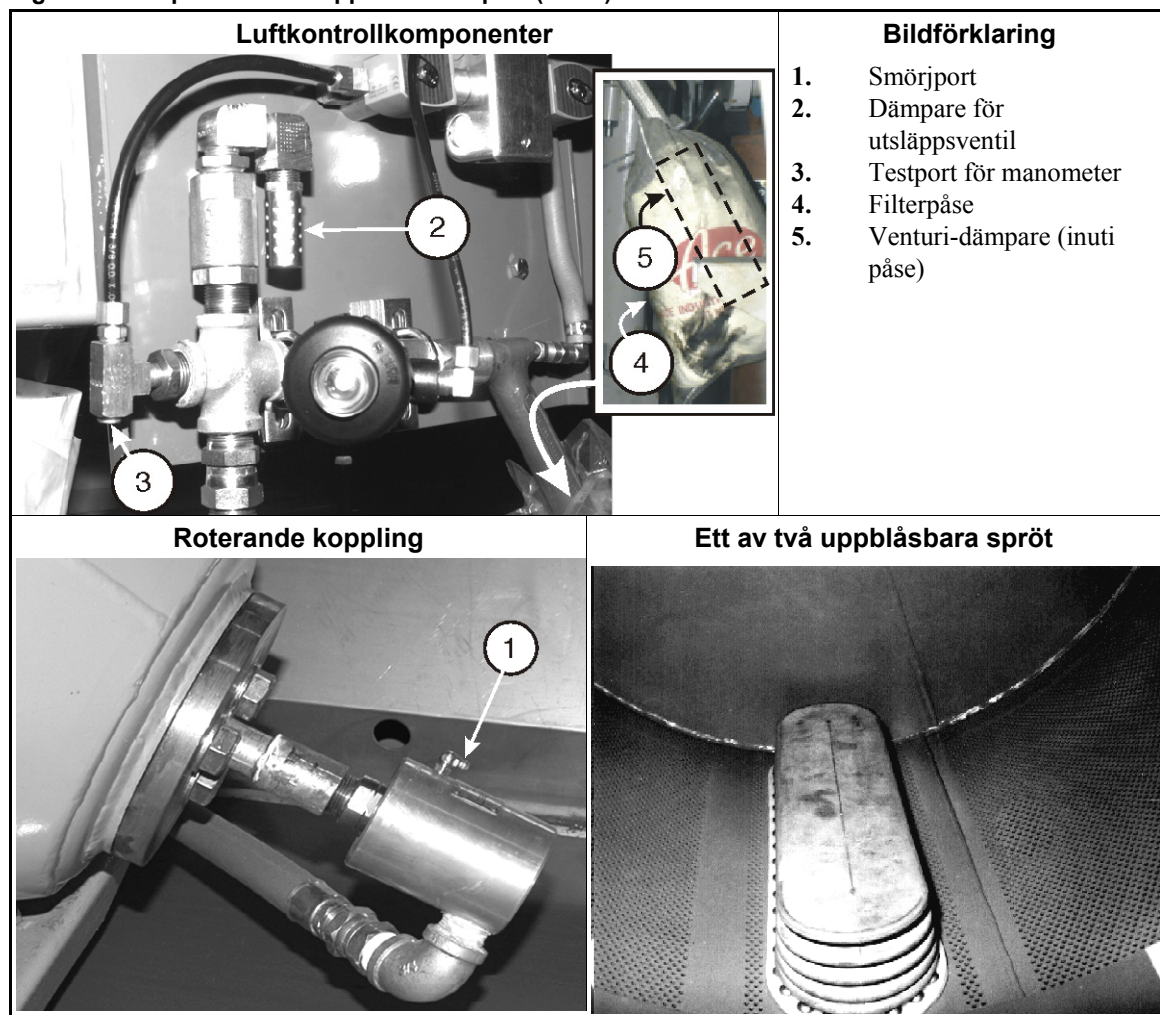 Luftkontrollkomponenter
2
5
4
3
Bildförklaring
1. Smörjport
2. Dämpare för
utsläppsventil
3. Testport för manometer
4. Filterpåse
5. Venturi-dämpare (inuti
påse)
Roterande koppling
1
Ett av två uppblåsbara spröt